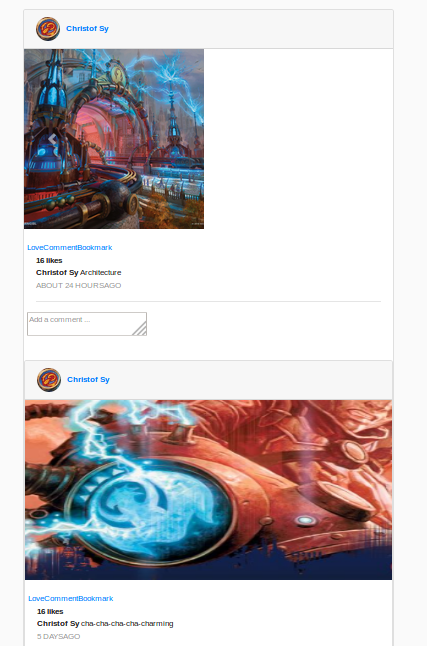 Christof Sy
LoveCommentBookmark
16 likes
Christof Sy Architecture
ABOUT 24 HOURSAGO
Add a comment ...
Christof Sy
LoveCommentBookmark
16 likes
Christof Sy cha-cha-cha-cha-charming
5 DAYSAGO